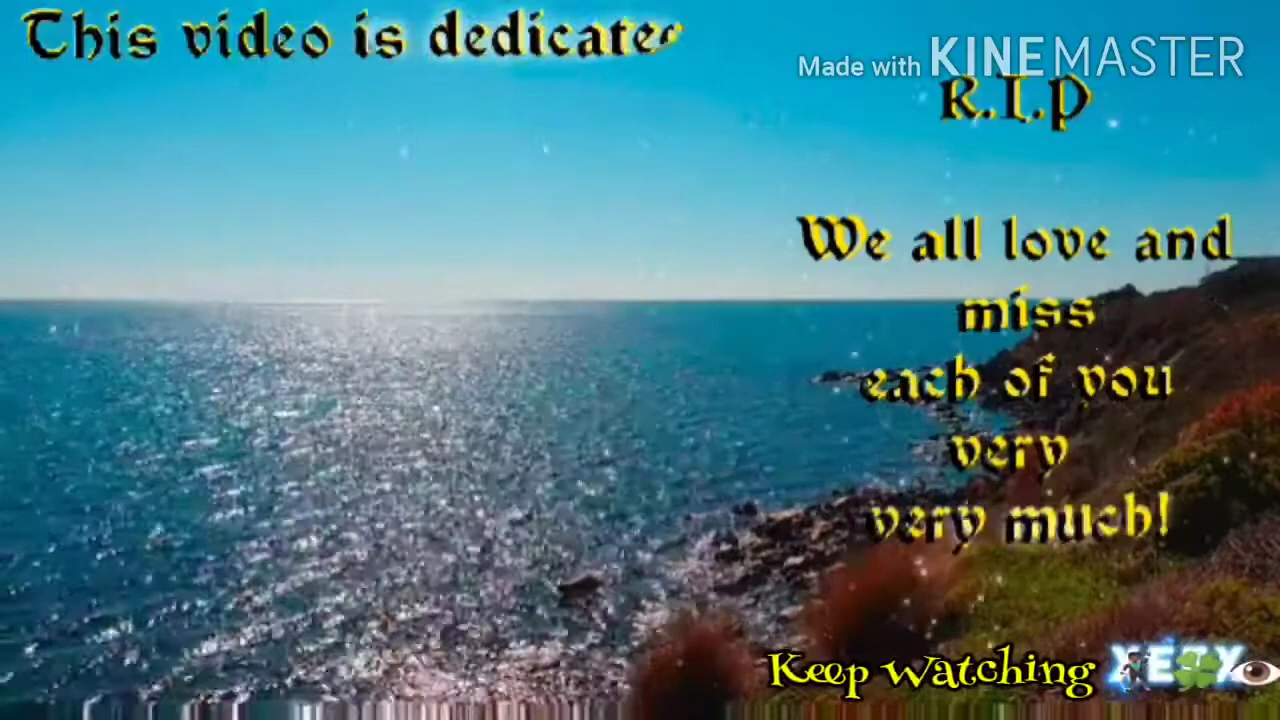 This video is dedicated
Made with KINEMASTER
R.I.P
We all love and
miss
each of you
very
very much!
Keep watching